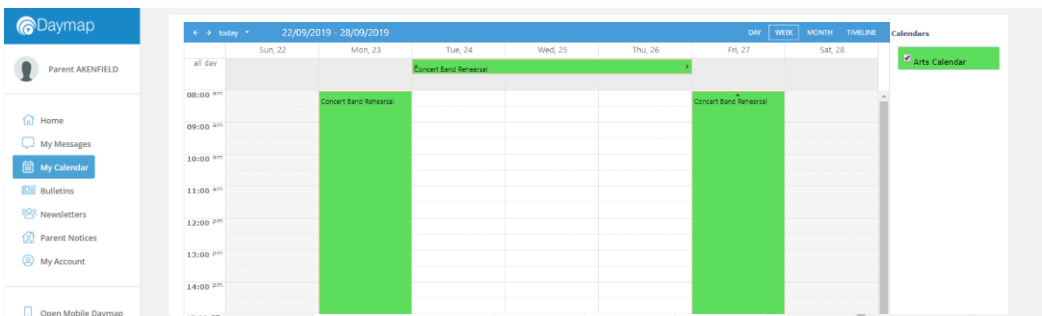 Daymap
Parent AKENFIELD
Home
My Messages
My Calendar
Bulletins
Newsletters
Parent Notices
My Account
Open Mobile Daymap
today 22/09/2019 - 28/09/2019 DAY WEEK MONTH TIMELINE
Sun, 22 Mon, 23 Tue, 24 Wed, 25 Thu, 26 Fri, 27 Sat, 28
all day Concert Band Rehearsal
08:00 am
Concert Band Rehearsal Concert Band Rehearsal
09:00 am
10:00 am
11:00 am
12:00 pm
13:00 pm
14:00 pm
Calendars
Arts Calendar